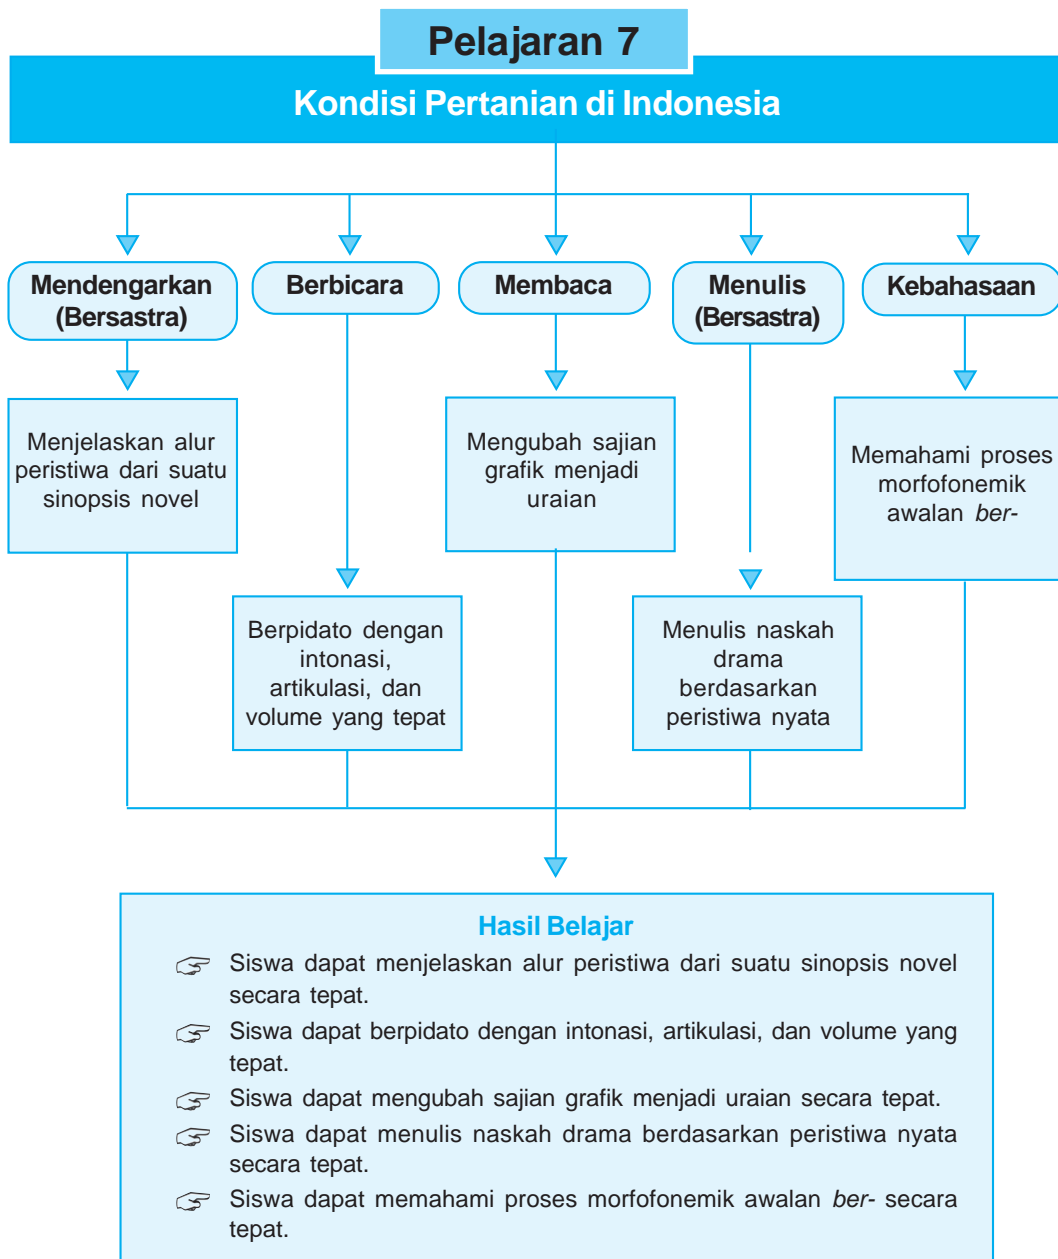 Pelajaran 7
Kondisi Pertanian di Indonesia
Mendengarkan
(Bersastra)
Berbicara
Membaca
Menulis
(Bersastra)
Kebahasaan
Menjelaskan alur
peristiwa dari suatu
sinopsis novel
Mengubah sajian
grafik menjadi
uraian
Memahami proses
morfofonemik
awalan ber-
Berpidato dengan
intonasi,
artikulasi, dan
volume yang tepat
Menulis naskah
drama
berdasarkan
peristiwa nyata
Hasil Belajar
Siswa dapat menjelaskan alur peristiwa dari suatu sinopsis novel
secara tepat.
Siswa dapat berpidato dengan intonasi, artikulasi, dan volume yang
tepat.
Siswa dapat mengubah sajian grafik menjadi uraian secara tepat.
Siswa dapat menulis naskah drama berdasarkan peristiwa nyata
secara tepat.
Siswa dapat memahami proses morfofonemik awalan ber- secara
tepat.